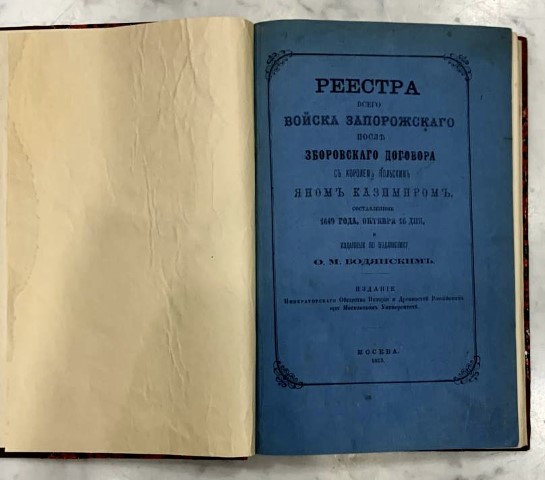 РЕЕСТРА
ВСЕГО
ВОЙСКА ЗАПОРОЖСКАГО
ПОСЛѢ
ЗБОРОВСКАГО ДОГОВОРА
СЪ КОРОЛЕМЪ ПОЛЬСКИМЪ
ЯНОМЪ КАЗИМІРОМЪ,
СОСТАВЛЕННЫЕ
1649 ГОДА, ОКТЯБРЯ 16 ДНЯ,
И
ИЗДАННЫЕ ПО ПОДЛИННИКУ
О. М. БОДЯНСКИМЪ.
ИЗДАНІЕ
Императорскаго Общества Исторіи и Древностей Россійскихъ
при Московскомъ Университетѣ.
МОСКВА.
1875.